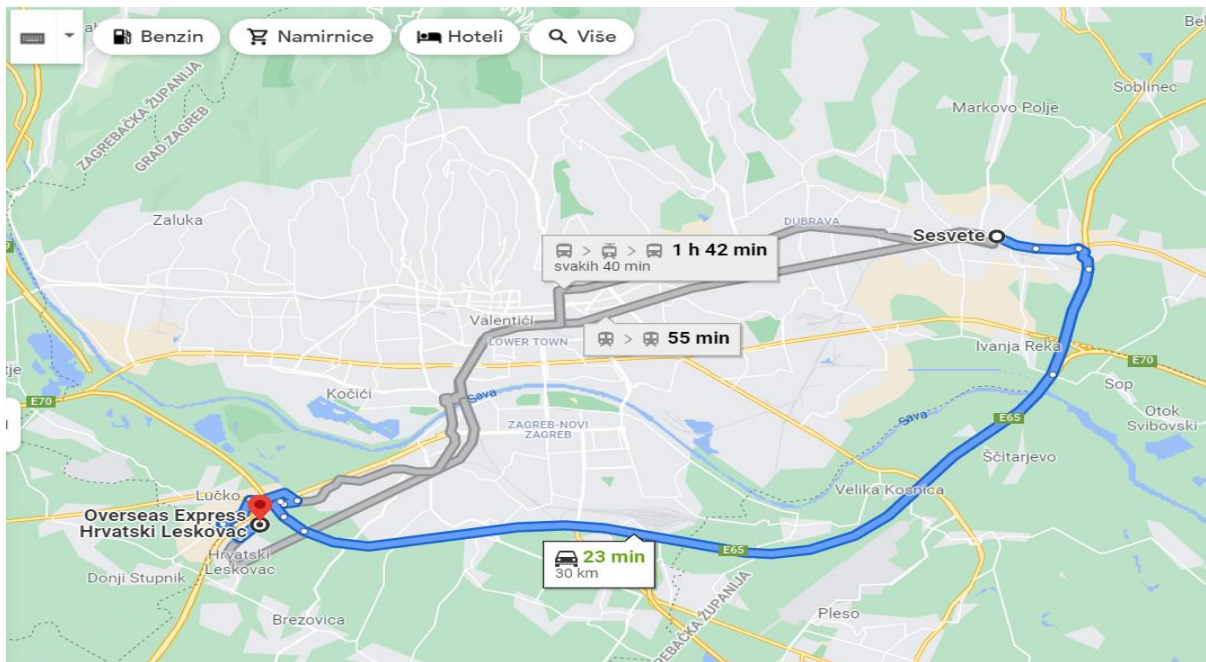 Benzin
Namirnice
Hoteli
Više
ZAGREBAČKA ŽUPANIJA
GRAD ZAGREB
Soblinec
Markovo Polje
Zaluka
DUBRAVA
Sesvete
> > 1 h 42 min
svakih 40 min
Valentići
LOWER TOWN
> 55 min
Ivanja Reka
E70
Sop
Kočići
E70
Sava
Sava
E65
Otok
Svibovski
ZAGREB-NOVI
ZAGREB
Ščitarjevo
Velika Kosnica
Lučko
Overseas Express
Hrvatski Leskovac
Hrvatski
Leskovac
E65
23 min
30 km
Donji Stupnik
ZAGREBAČKA ŽUPANIJA
Brezovica
Pleso